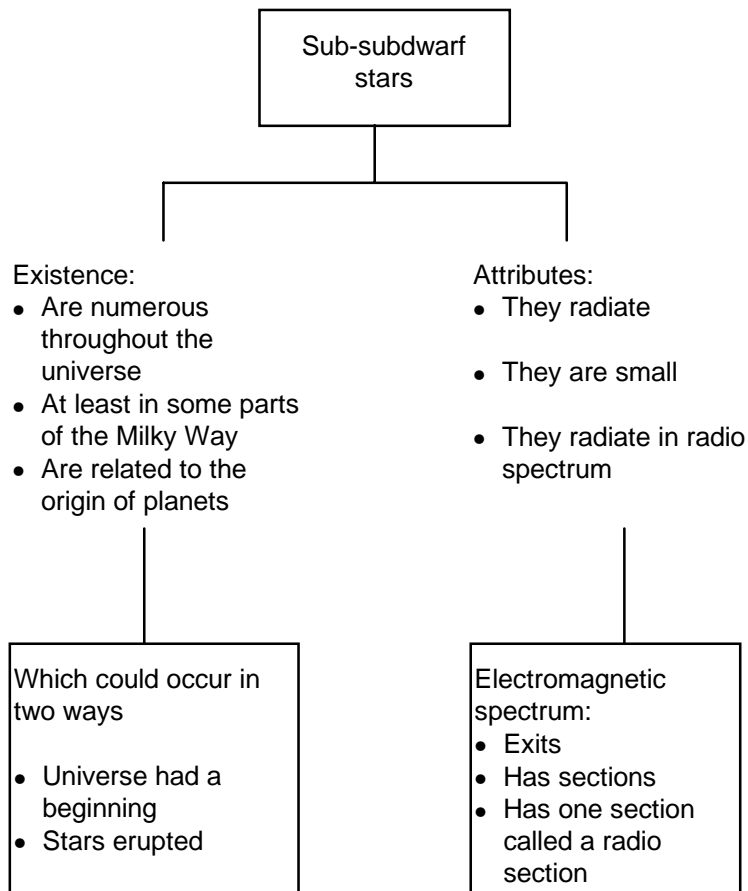 Sub-subdwarf
stars
Existence:
• Are numerous
throughout the
universe
• At least in some parts
of the Milky Way
• Are related to the
origin of planets
Attributes:
• They radiate
• They are small
• They radiate in radio
spectrum
Which could occur in
two ways
• Universe had a
beginning
• Stars erupted
Electromagnetic
spectrum:
• Exits
• Has sections
• Has one section
called a radio
section